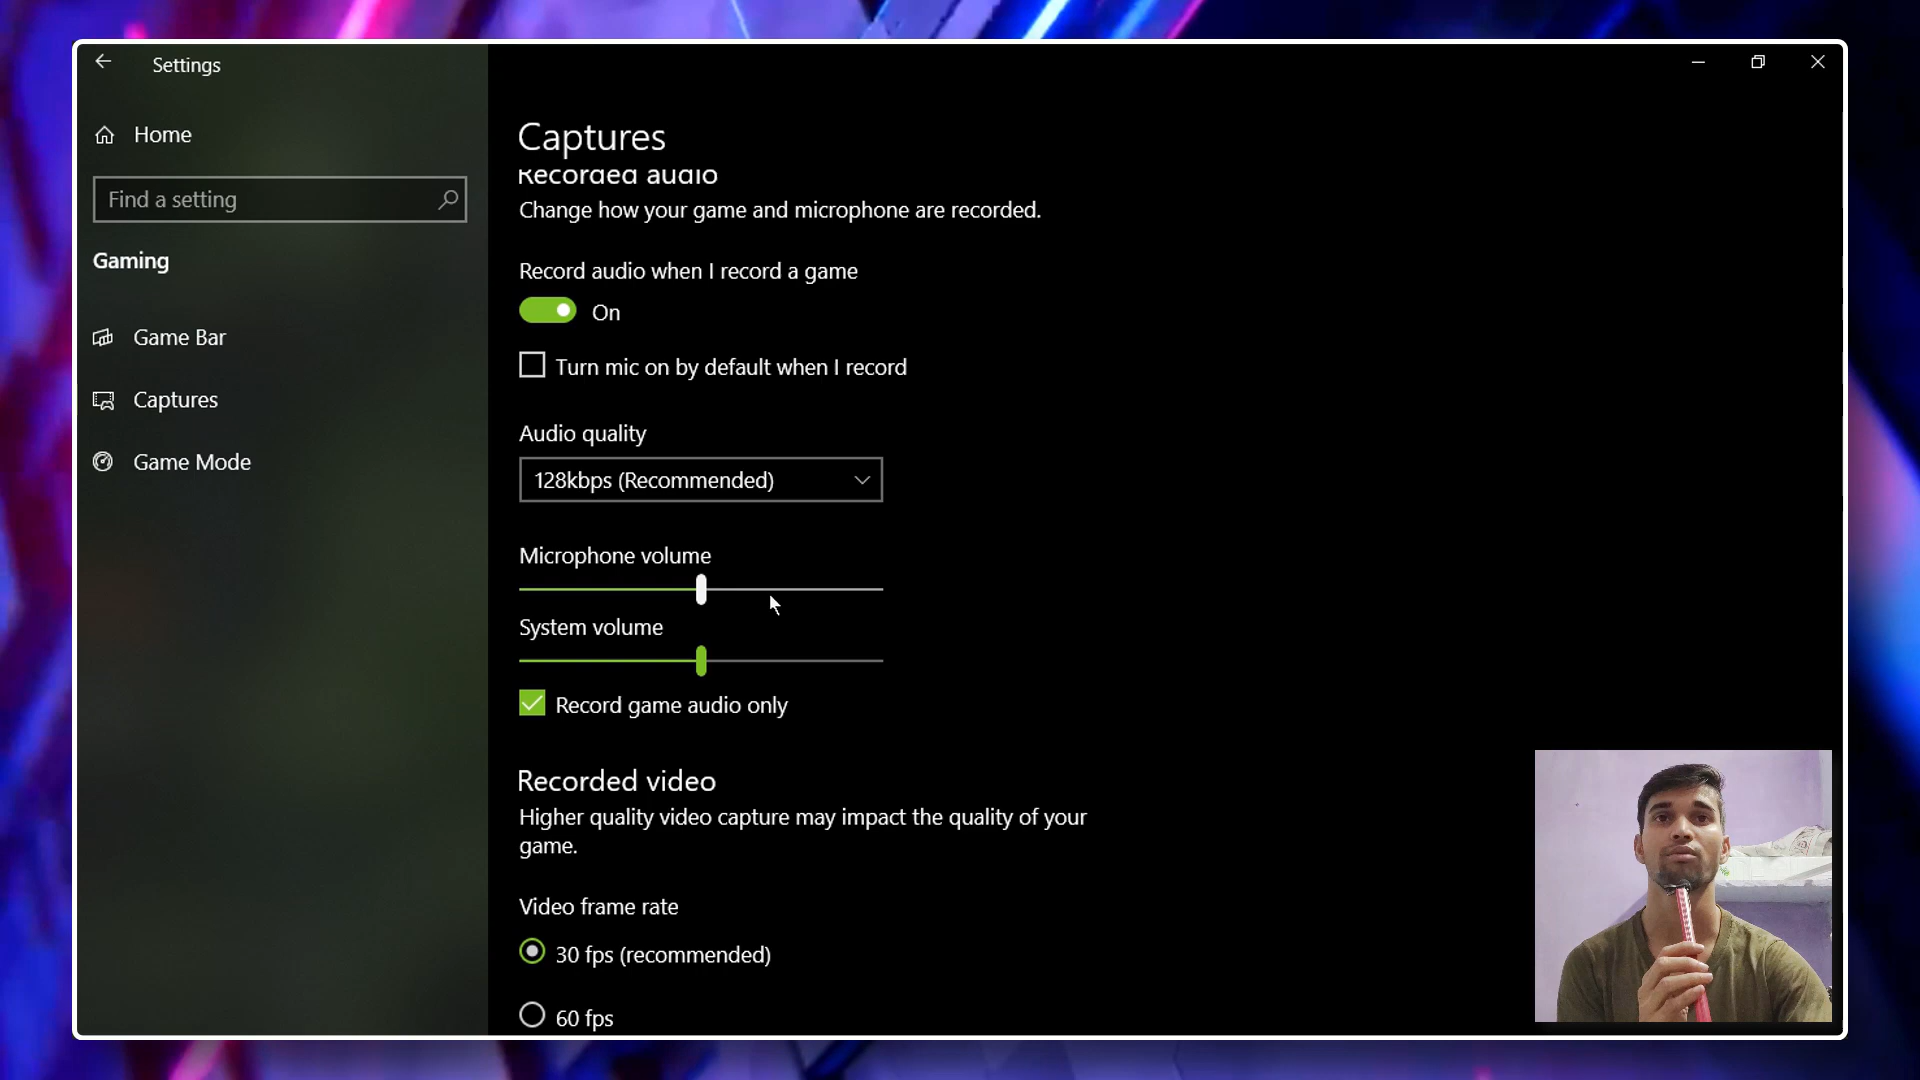 Settings
Home
Find a setting
Gaming
Game Bar
Captures
Game Mode
Captures
Recorded audio
Change how your game and microphone are recorded.
Record audio when I record a game
On
Turn mic on by default when I record
Audio quality
128kbps (Recommended)
Microphone volume
System volume
Record game audio only
Recorded video
Higher quality video capture may impact the quality of your
game.
Video frame rate
30 fps (recommended)
60 fps